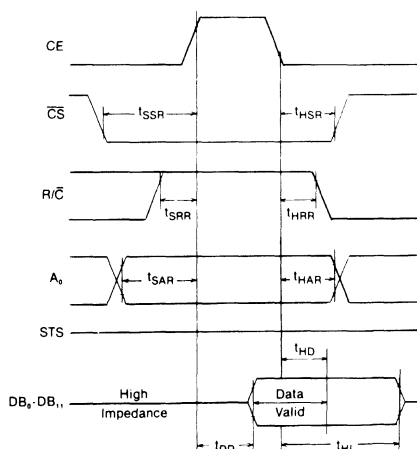 CE
CS
tSSR
tHSR
R/C
tSRR
tHRR
A₀
tSAR
tHAR
STS
tHD
DB₀-DB₁₁
High
Impedance
Data
Valid
tDD
tHL